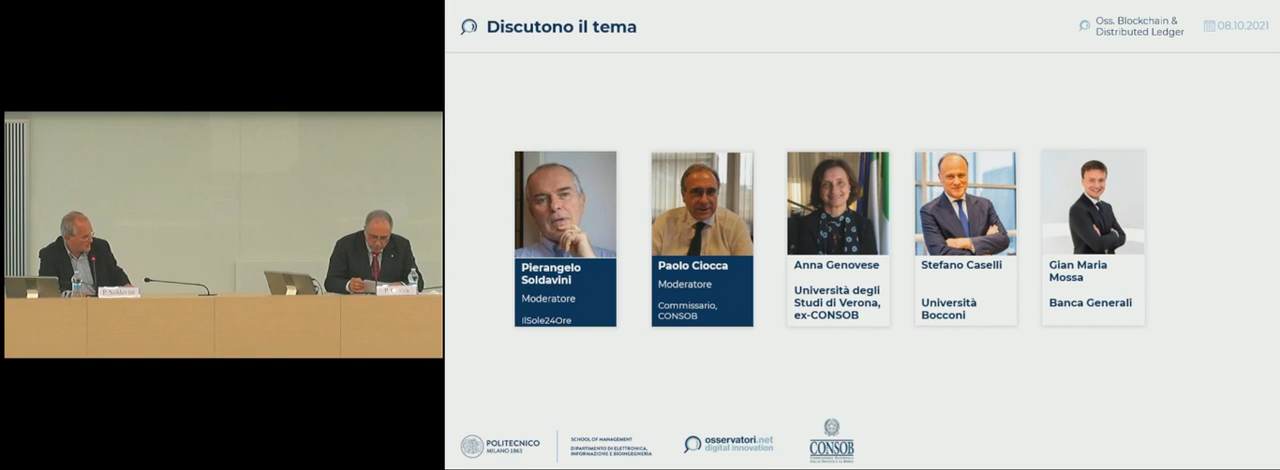 Discutono il tema
Oss. Blockchain &
Distributed Ledger
08.10.2021
Pierangelo
Soldavini
Moderatore
IlSole24Ore
Paolo Ciocca
Moderatore
Commissario,
CONSOB
Anna Genovese
Università degli
Studi di Verona,
ex-CONSOB
Stefano Caselli
Università
Bocconi
Gian Maria
Mossa
Banca Generali
P. Soldavini
POLITECNICO
MILANO 1863
SCHOOL OF MANAGEMENT
DIPARTIMENTO DI ELETTRONICA,
INFORMAZIONE E BIOINGEGNERIA
osservatori.net
digital innovation
CONSOB